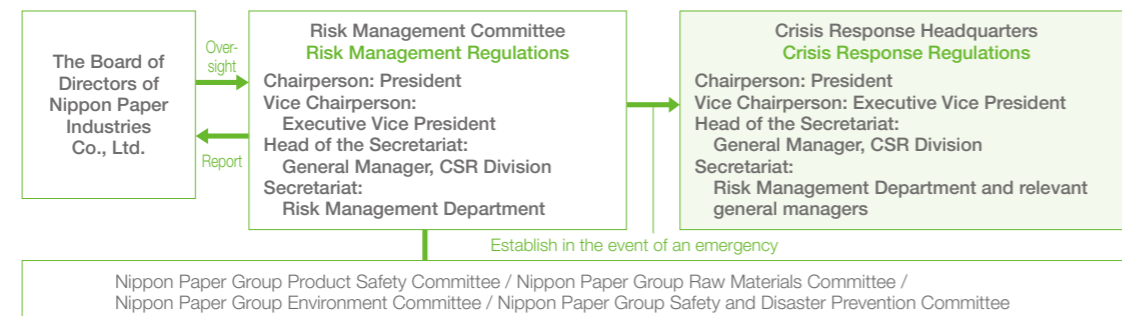 The Board of
Directors of
Nippon Paper
Industries
Co., Ltd.
Over-
sight
Report
Risk Management Committee
Risk Management Regulations
Chairperson: President
Vice Chairperson:
Executive Vice President
Head of the Secretariat:
General Manager, CSR Division
Secretariat:
Risk Management Department
Crisis Response Headquarters
Crisis Response Regulations
Chairperson: President
Vice Chairperson: Executive Vice President
Head of the Secretariat:
General Manager, CSR Division
Secretariat:
Risk Management Department and relevant
general managers
Establish in the event of an emergency
Nippon Paper Group Product Safety Committee / Nippon Paper Group Raw Materials Committee /
Nippon Paper Group Environment Committee / Nippon Paper Group Safety and Disaster Prevention Committee